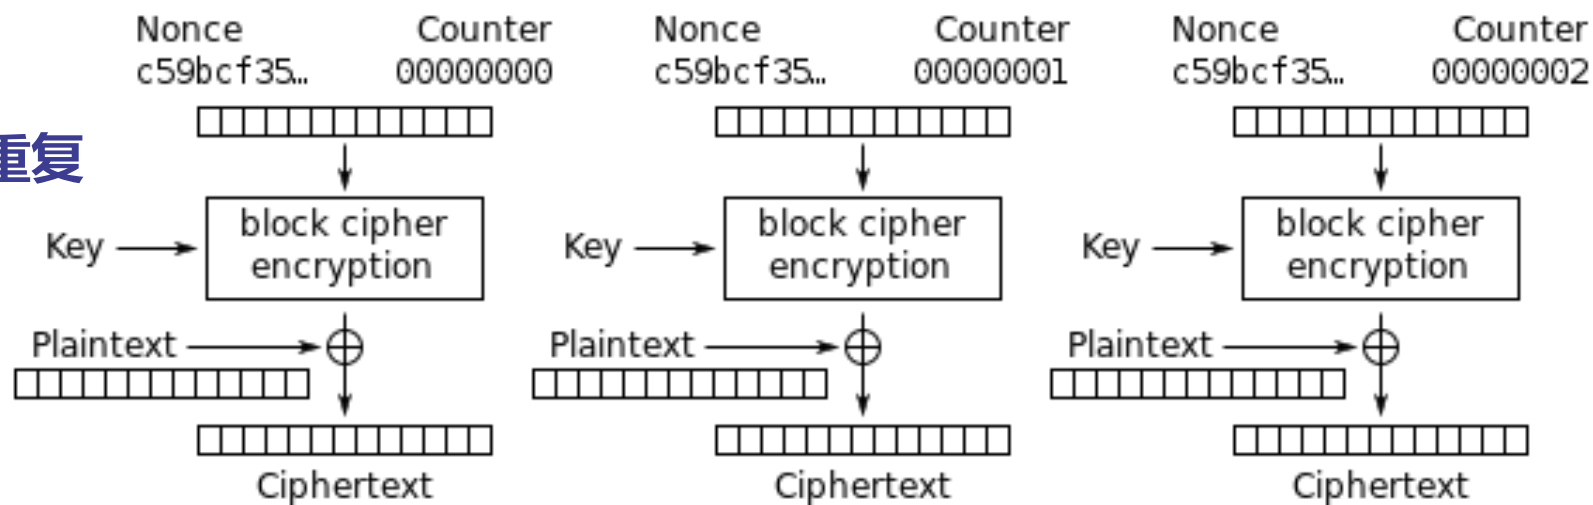 Nonce Counter Nonce Counter Nonce Counter
c59bcf35… 00000000 c59bcf35… 00000001 c59bcf35… 00000002
重复
block cipher block cipher block cipher
Key Key Key
encryption encryption encryption
Plaintext Plaintext Plaintext
Ciphertext Ciphertext Ciphertext